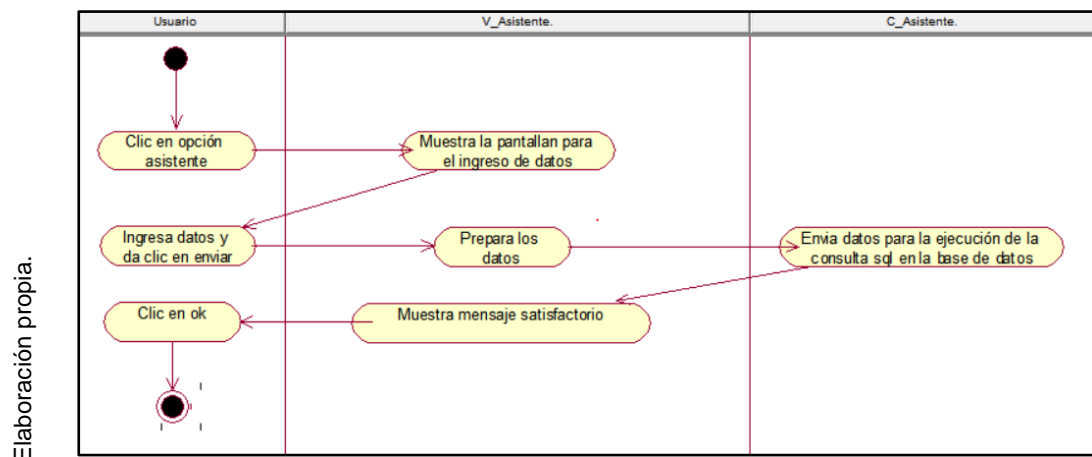 Usuario
V_Asistente.
C_Asistente.
Clic en opción
asistente
Muestra la pantallan para
el ingreso de datos
Ingresa datos y
da clic en enviar
Prepara los
datos
Envia datos para la ejecución de la
consulta sql en la base de datos
Clic en ok
Muestra mensaje satisfactorio
Elaboración propia.